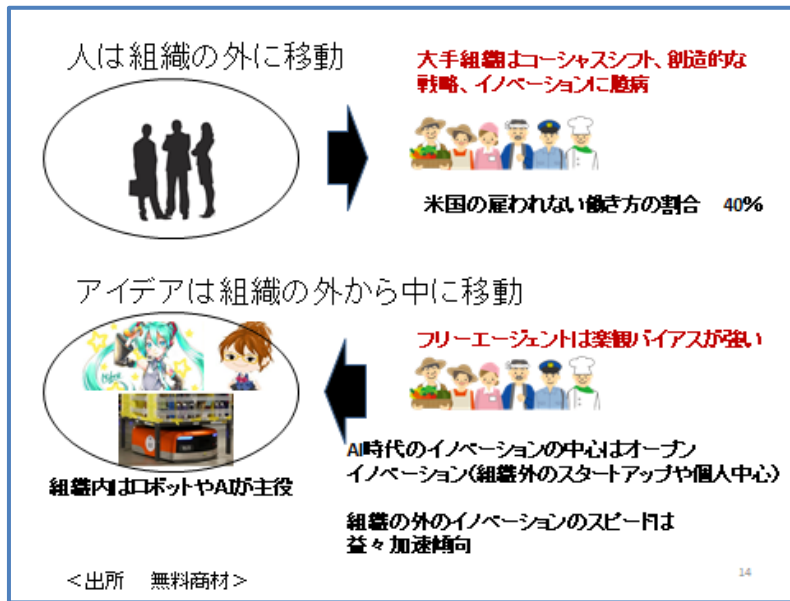 人は組織の外に移動
大手組織はコーシャスシフト、創造的な
戦略、イノベーションに臆病
米国の雇われない働き方の割合 40%
アイデアは組織の外から中に移動
フリーエージェントは楽観バイアスが強い
組織内はロボットやAIが主役
AI時代のイノベーションの中心はオープン
イノベーション(組織外のスタートアップや個人中心)
組織の外のイノベーションのスピードは
益々加速傾向
<出所 無料商材>
14